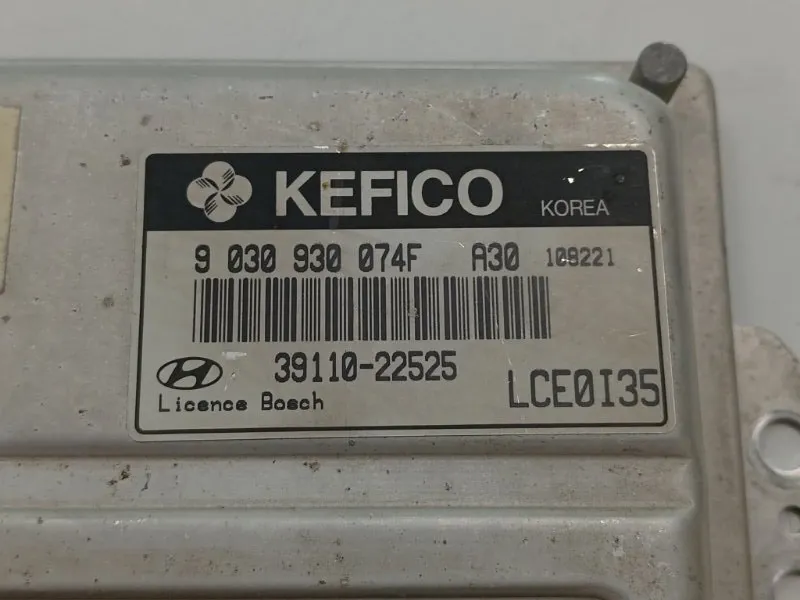 KEFICO KOREA
9 030 930 074F A30 109221
39110-22525
LCE0I35
Licence Bosch